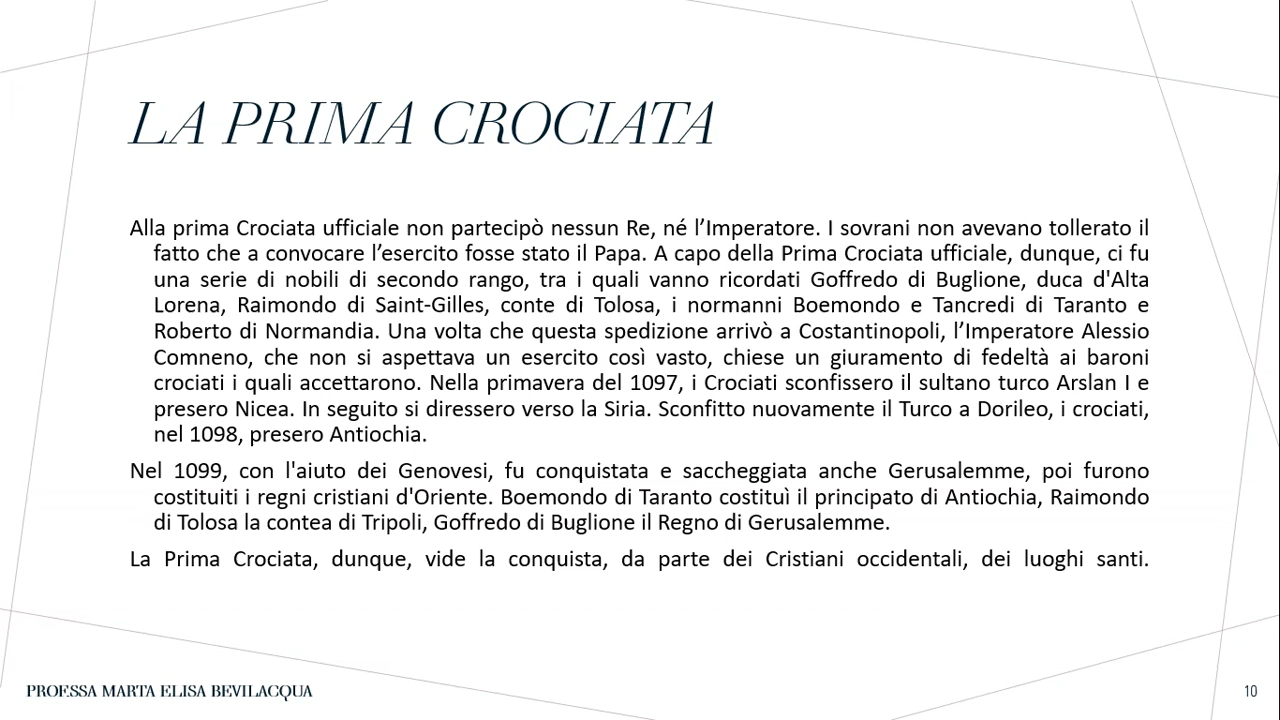 LA PRIMA CROCIATA
Alla prima Crociata ufficiale non partecipò nessun Re, né l’Imperatore. I sovrani non avevano tollerato il
fatto che a convocare l’esercito fosse stato il Papa. A capo della Prima Crociata ufficiale, dunque, ci fu
una serie di nobili di secondo rango, tra i quali vanno ricordati Goffredo di Buglione, duca d'Alta
Lorena, Raimondo di Saint-Gilles, conte di Tolosa, i normanni Boemondo e Tancredi di Taranto e
Roberto di Normandia. Una volta che questa spedizione arrivò a Costantinopoli, l’Imperatore Alessio
Comneno, che non si aspettava un esercito così vasto, chiese un giuramento di fedeltà ai baroni
crociati i quali accettarono. Nella primavera del 1097, i Crociati sconfissero il sultano turco Arslan I e
presero Nicea. In seguito si diressero verso la Siria. Sconfitto nuovamente il Turco a Dorileo, i crociati,
nel 1098, presero Antiochia.
Nel 1099, con l'aiuto dei Genovesi, fu conquistata e saccheggiata anche Gerusalemme, poi furono
costituiti i regni cristiani d'Oriente. Boemondo di Taranto costituì il principato di Antiochia, Raimondo
di Tolosa la contea di Tripoli, Goffredo di Buglione il Regno di Gerusalemme.
La Prima Crociata, dunque, vide la conquista, da parte dei Cristiani occidentali, dei luoghi santi.
PROF.SSA MARTA ELISA BEVILACQUA
10